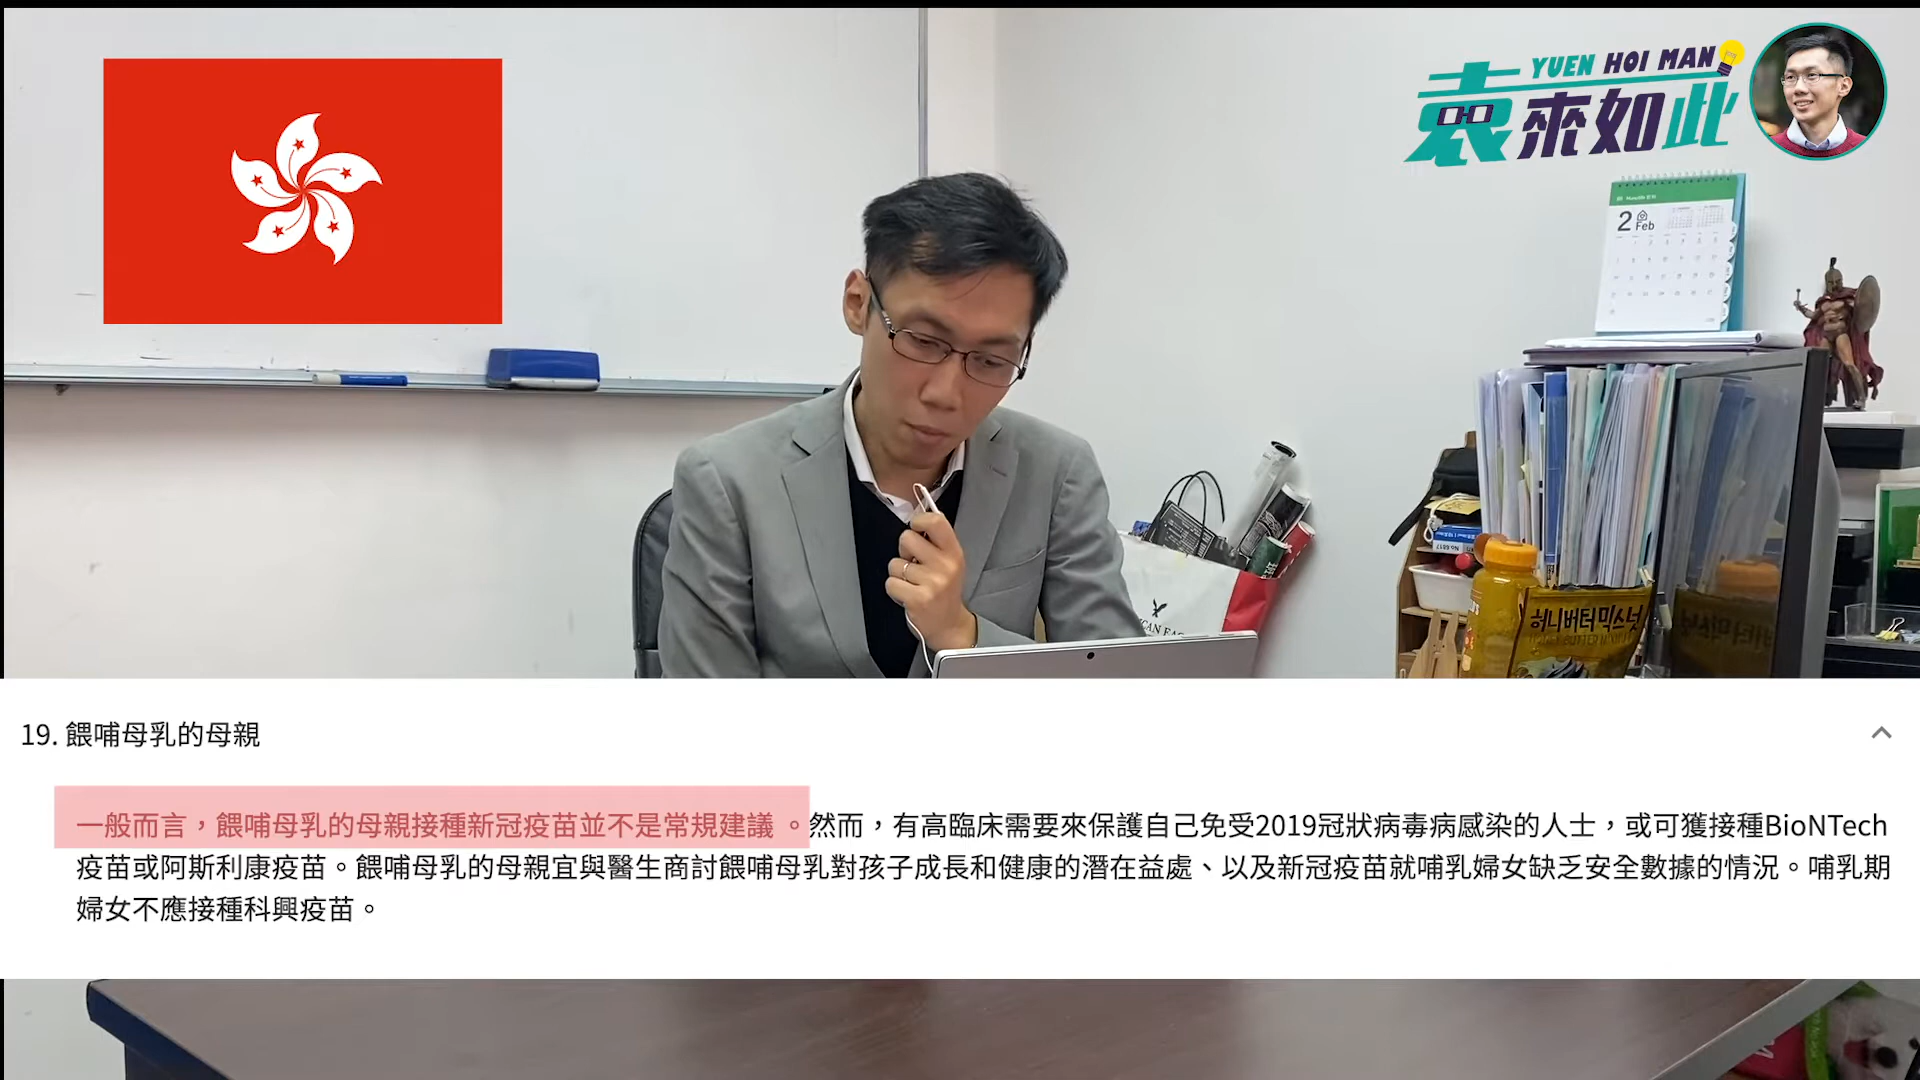 YUEN HOI MAN
袁來如此
2 Feb
허니버터믹스넛
19. 餵哺母乳的母親
一般而言，餵哺母乳的母親接種新冠疫苗並不是常規建議 。然而，有高臨床需要來保護自己免受2019冠狀病毒病感染的人士，或可獲接種BioNTech
疫苗或阿斯利康疫苗。餵哺母乳的母親宜與醫生商討餵哺母乳對孩子成長和健康的潛在益處、以及新冠疫苗就哺乳婦女缺乏安全數據的情況。哺乳期
婦女不應接種科興疫苗。